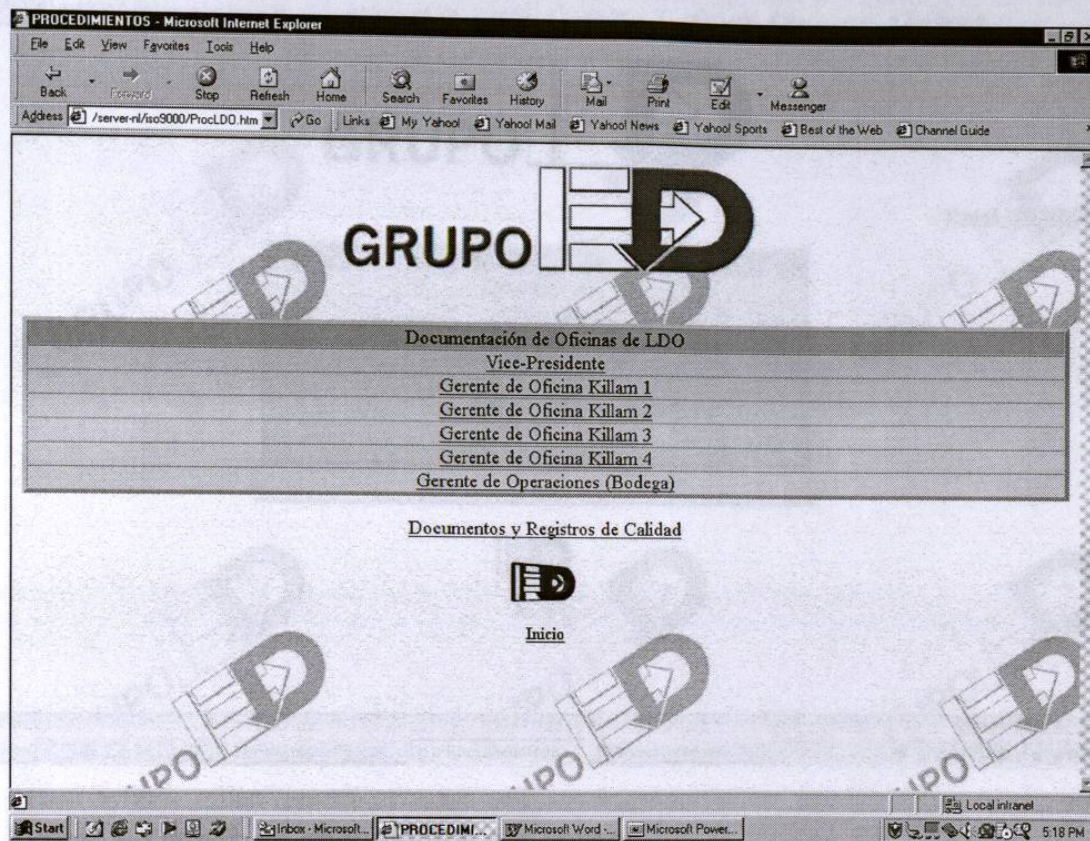 PROCEDIMIENTOS - Microsoft Internet Explorer
File Edit View Favorites Tools Help
Back Forward Stop Refresh Home Search Favorites History Mail Print Edit Messenger
Address /server-nl/iso9000/ProcLDO.htm Go Links My Yahoo! Yahoo! Mail Yahoo! News Yahoo! Sports Best of the Web Channel Guide
GRUPO
Documentación de Oficinas de LDO
Vice-Presidente
Gerente de Oficina Killam 1
Gerente de Oficina Killam 2
Gerente de Oficina Killam 3
Gerente de Oficina Killam 4
Gerente de Operaciones (Bodega)
Documentos y Registros de Calidad
Inicio
UPO UPO UPO
Local intranet
Start Inbox - Microsoft... PROCEDIMI... Microsoft Word -... Microsoft Power... 5:18 PM